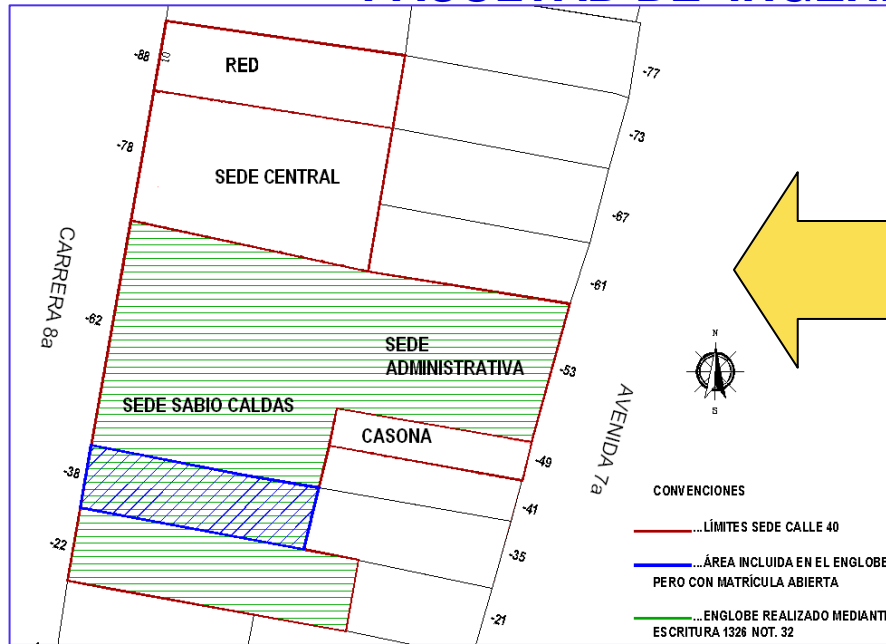 -88
10
RED
-77
-78
-73
SEDE CENTRAL
-67
CARRERA 8a
-61
-62
SEDE
ADMINISTRATIVA
-53
N
S
SEDE SABIO CALDAS
AVENIDA 7a
CASONA
-49
-38
-41
-22
-35
-21
CONVENCIONES
...LÍMITES SEDE CALLE 40
...ÁREA INCLUIDA EN EL ENGLOBE
PERO CON MATRÍCULA ABIERTA
...ENGLOBE REALIZADO MEDIANT
ESCRITURA 1326 NOT. 32